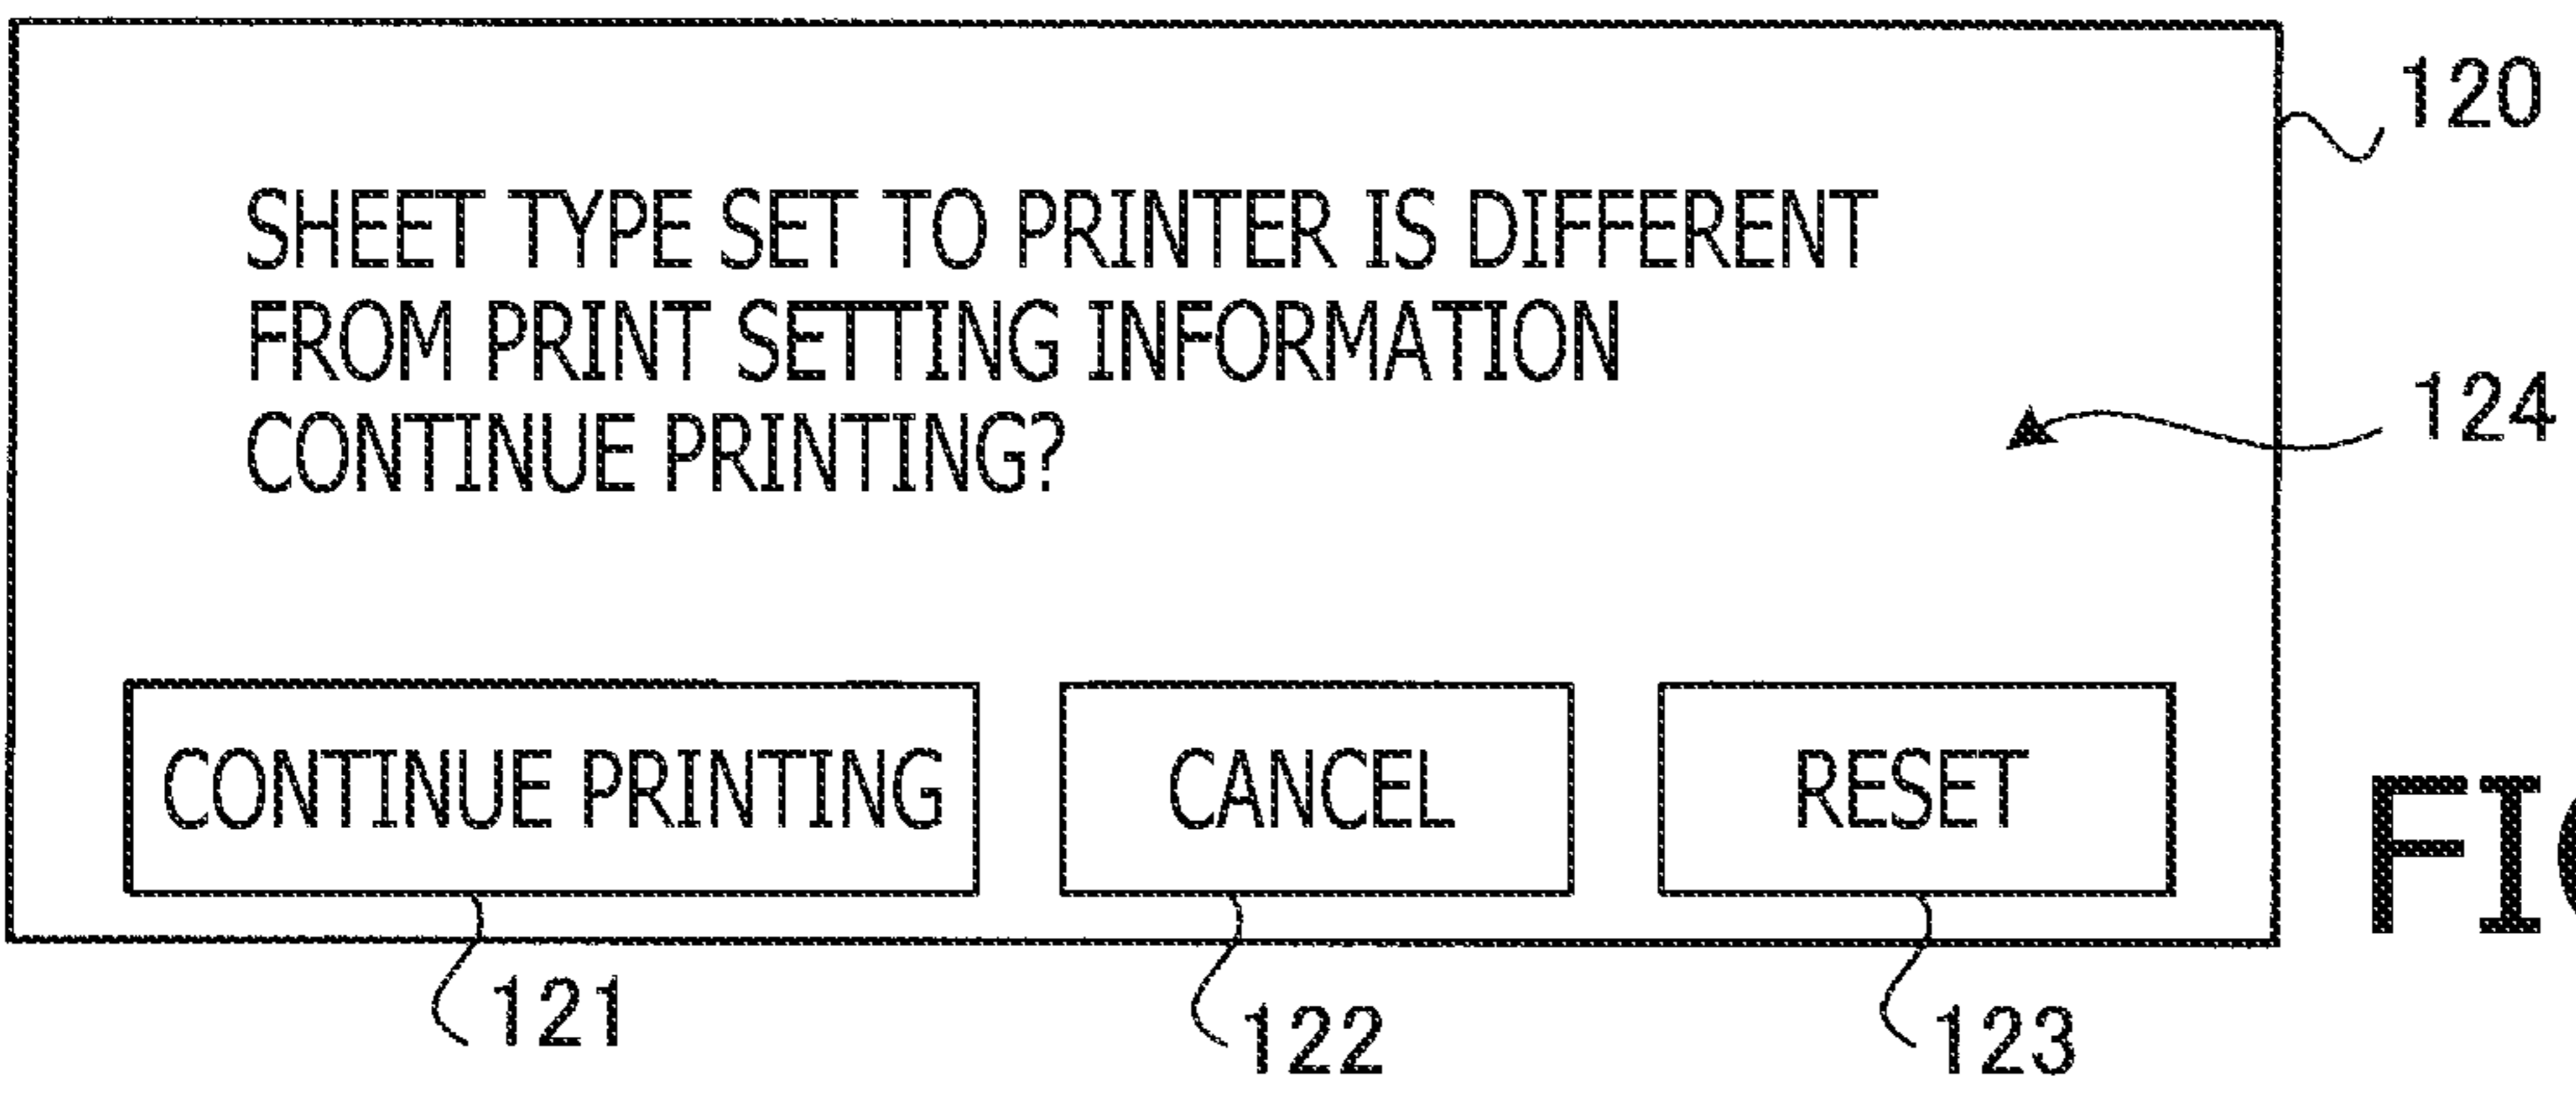 120
SHEET TYPE SET TO PRINTER IS DIFFERENT
FROM PRINT SETTING INFORMATION
CONTINUE PRINTING?
124
CONTINUE PRINTING CANCEL RESET
121 122 123